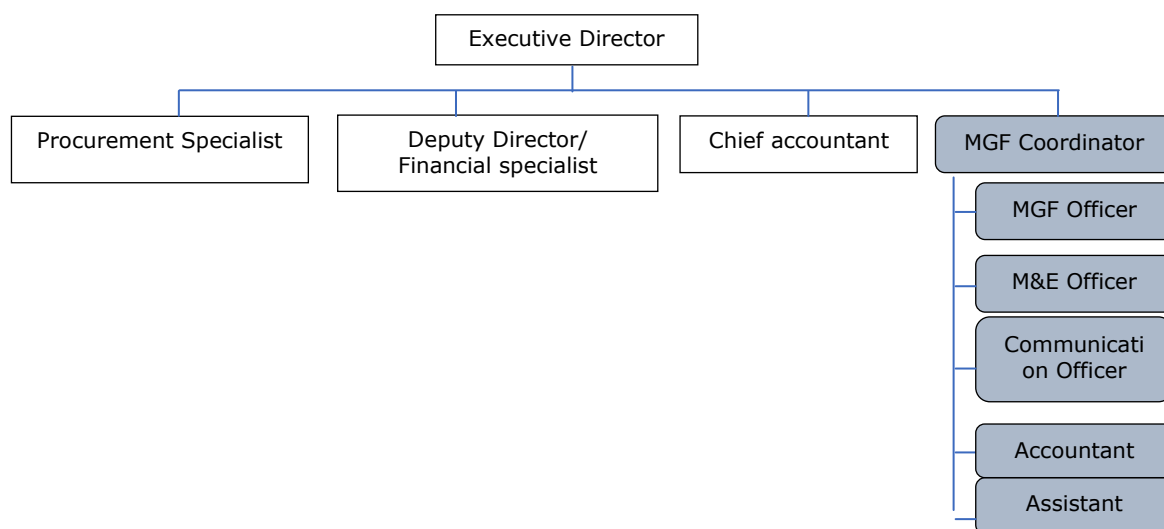 Executive Director
Procurement Specialist
Deputy Director/
Financial specialist
Chief accountant
MGF Coordinator
MGF Officer
M&E Officer
Communicati
on Officer
Accountant
Assistant